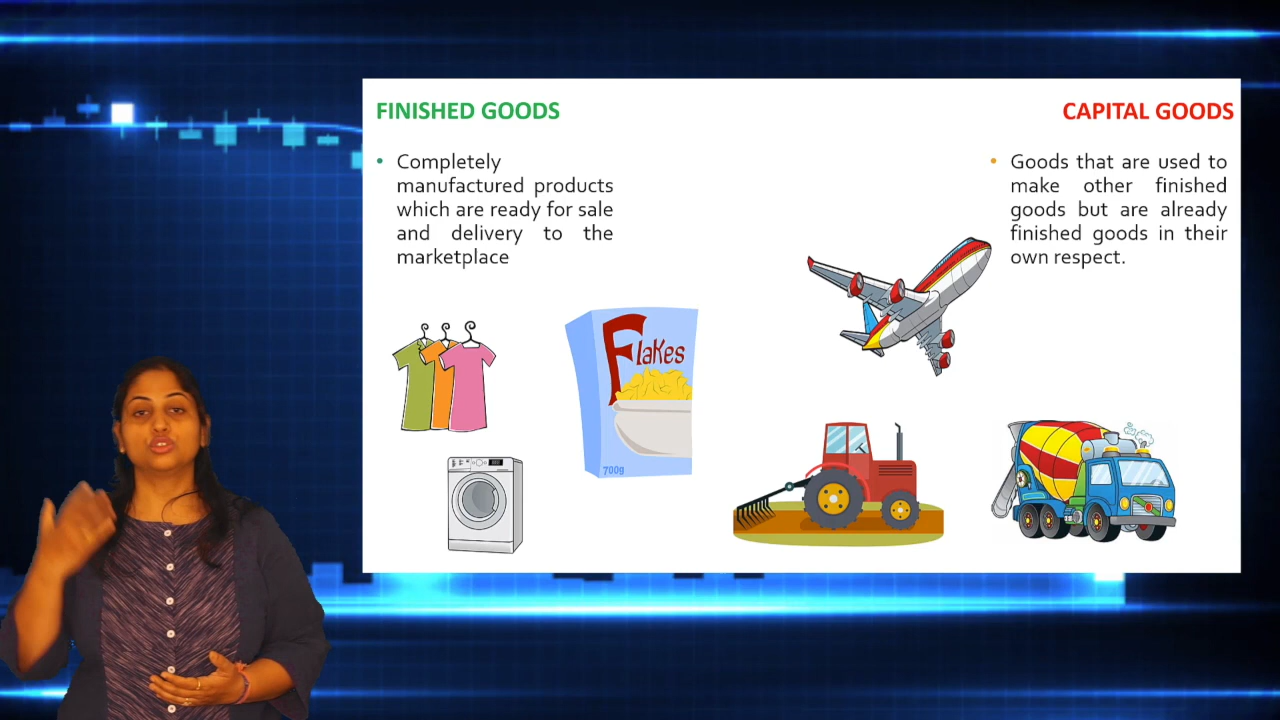 FINISHED GOODS
• Completely
manufactured products
which are ready for sale
and delivery to the
marketplace
CAPITAL GOODS
• Goods that are used to
make other finished
goods but are already
finished goods in their
own respect.
Flakes
700g